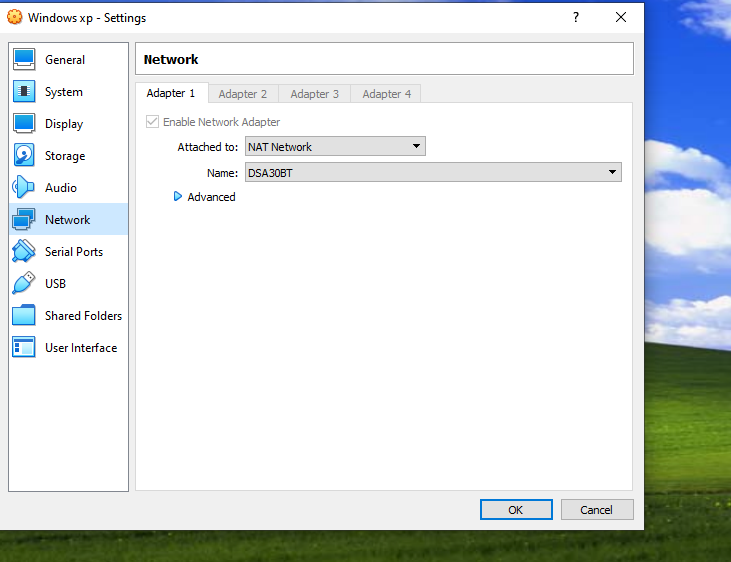 Windows xp - Settings
?
General
System
Display
Storage
Audio
Network
Serial Ports
USB
Shared Folders
User Interface
Network
Adapter 1 Adapter 2 Adapter 3 Adapter 4
Enable Network Adapter
Attached to: NAT Network
Name: DSA30BT
Advanced
OK Cancel